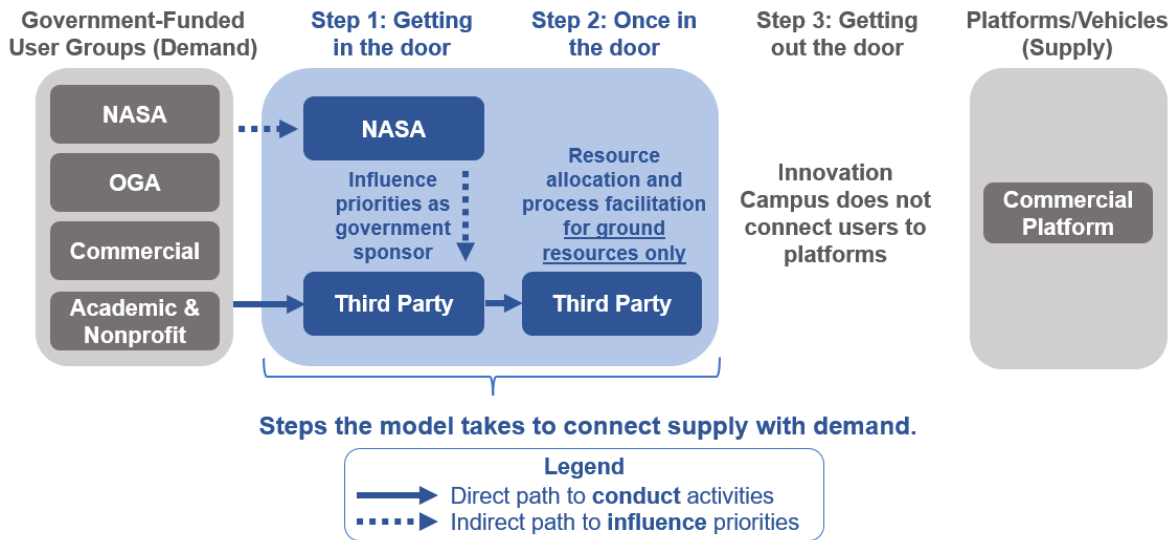 Government-Funded
User Groups (Demand)
Step 1: Getting
in the door
Step 2: Once in
the door
Step 3: Getting
out the door
Platforms/Vehicles
(Supply)
NASA
OGA
Commercial
Academic &
Nonprofit
NASA
Influence
priorities as
government
sponsor
Third Party
Resource
allocation and
process facilitation
for ground
resources only
Third Party
Innovation
Campus does not
connect users to
platforms
Commercial
Platform
Steps the model takes to connect supply with demand.
Legend
Direct path to conduct activities
Indirect path to influence priorities